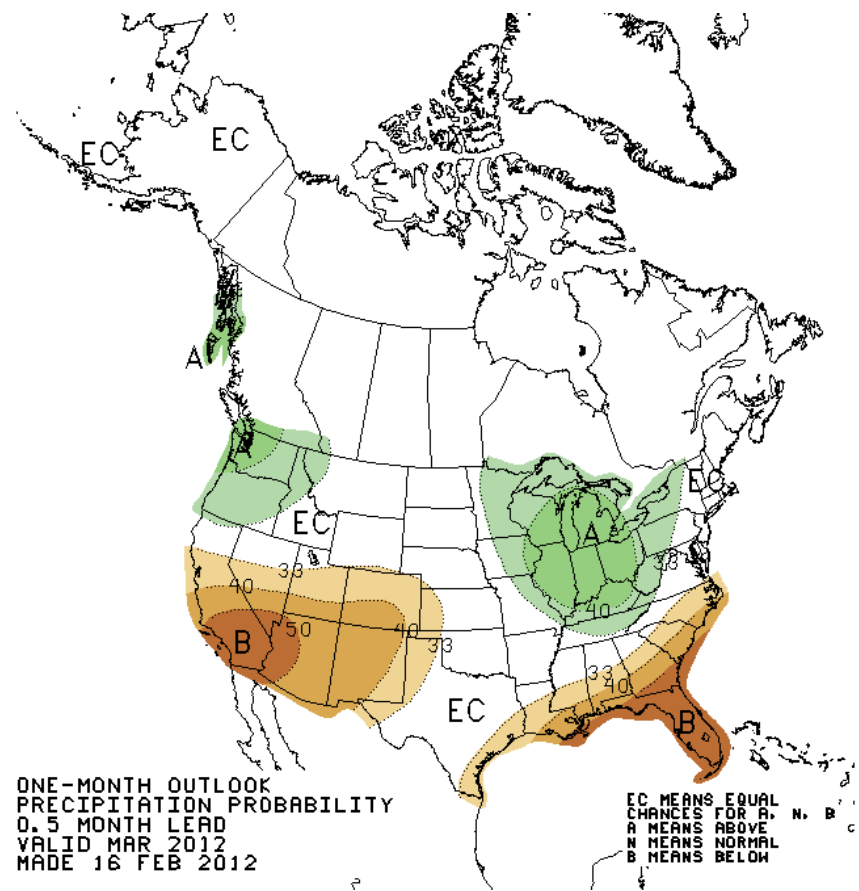 EC
EC
A
A
EC
EC
A
33
33
40
40
50
40
33
B
33
40
EC
B
ONE-MONTH OUTLOOK
PRECIPITATION PROBABILITY
0.5 MONTH LEAD
VALID MAR 2012
MADE 16 FEB 2012
EC MEANS EQUAL
CHANCES FOR A, N, B
A MEANS ABOVE
N MEANS NORMAL
B MEANS BELOW